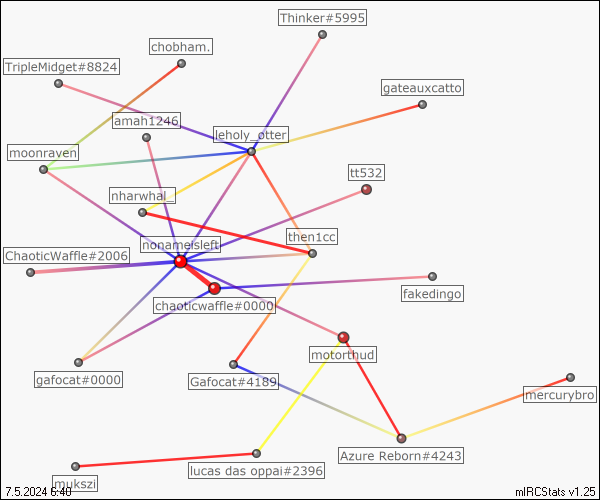 Thinker#5995
chobham.
TripleMidget#8824
gateauxcatto
amah1246
leholy_otter
moonraven
tt532
nharwhal_
then1cc
nonameisleft
ChaoticWaffle#2006
fakedingo
chaoticwaffle#0000
motorthud
gafocat#0000
Gafocat#4189
mercurybro
Azure Reborn#4243
lucas das oppai#2396
mukszi
7.5.2024 6:40
mIRCStats v1.25